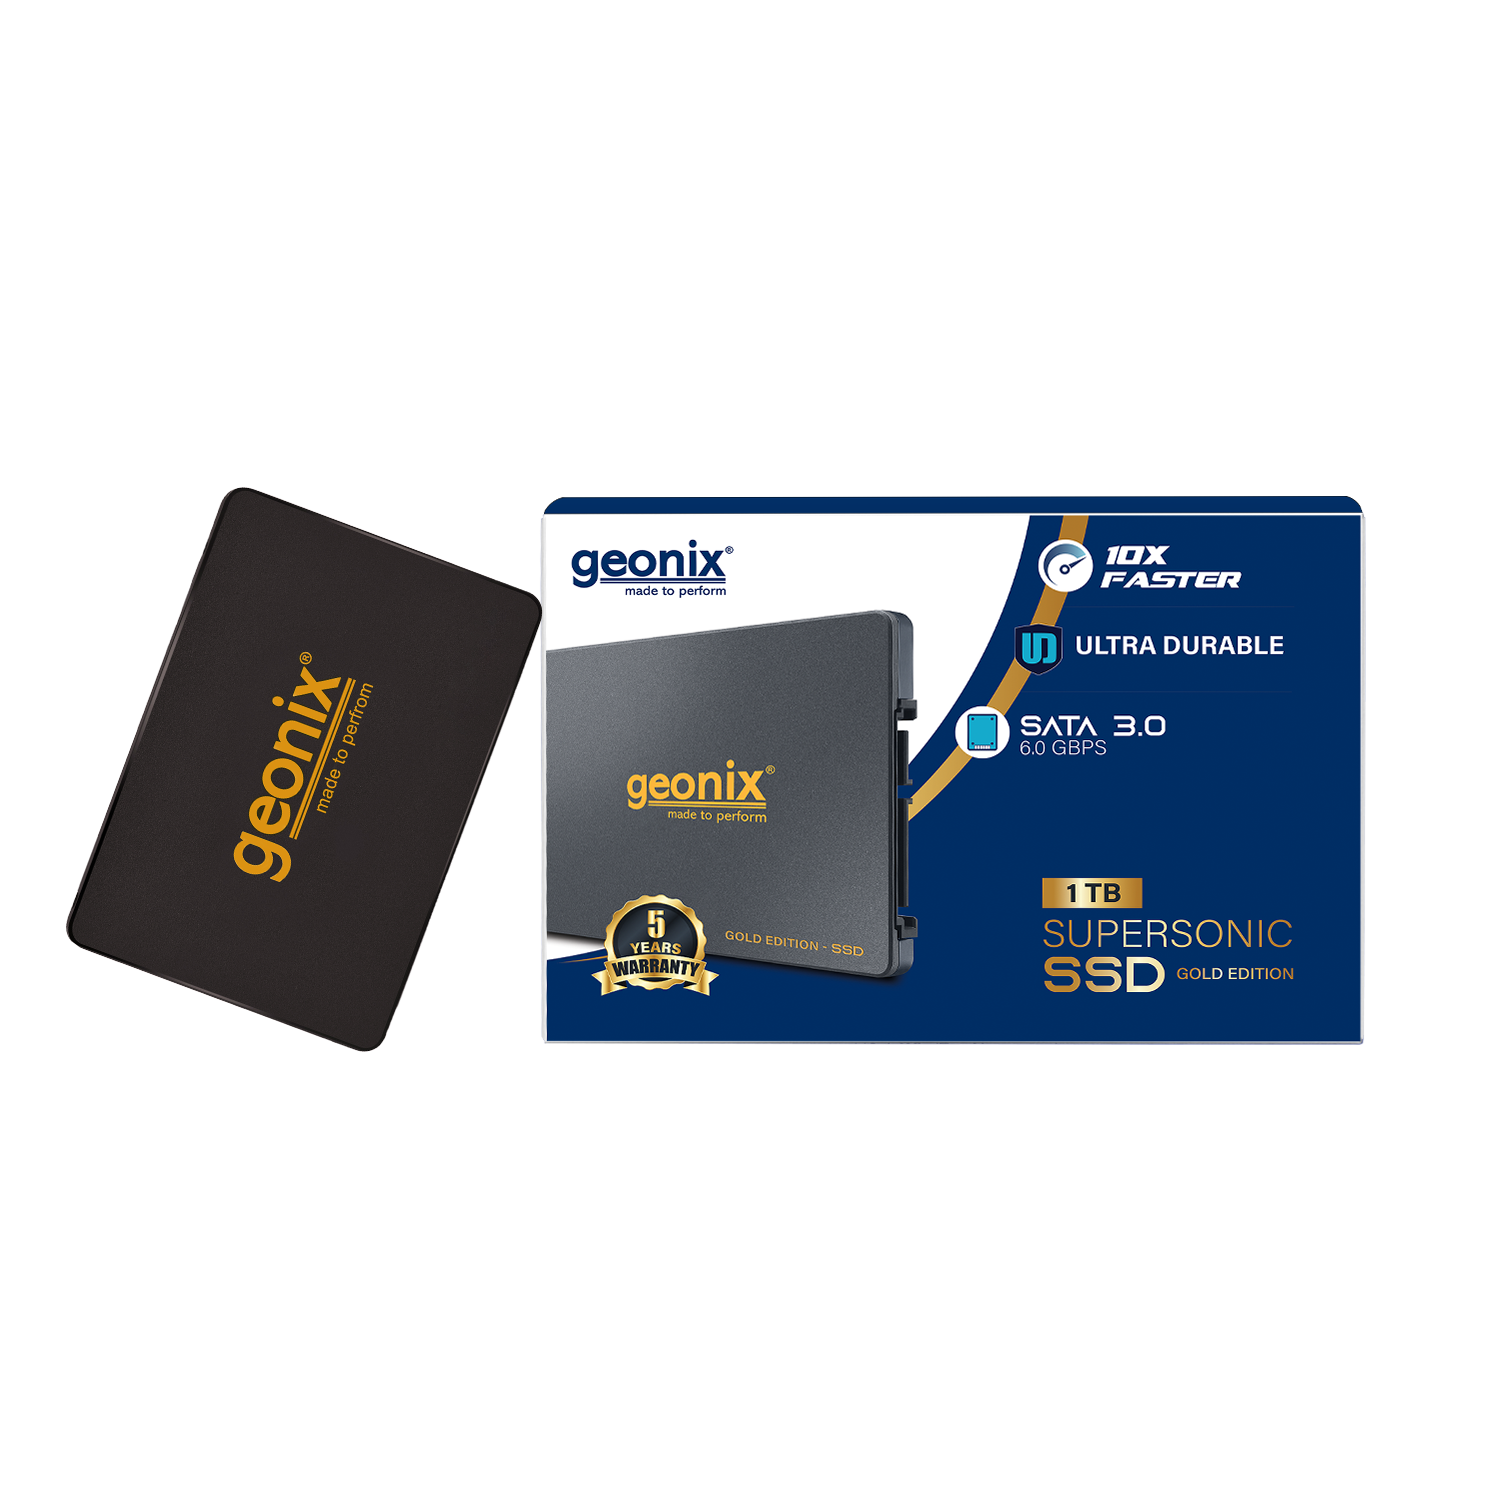 geonix®
made to perfrom
geonix®
made to perform
10X
FASTER
UD
ULTRA DURABLE
SATA 3.0
6.0 GBPS
geonix®
made to perform
GOLD EDITION - SSD
5
YEARS
WARRANTY
1 TB
SUPERSONIC
SSD GOLD EDITION